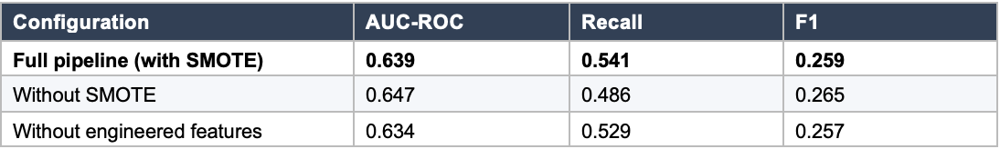 Configuration AUC-ROC Recall F1
Full pipeline (with SMOTE) 0.639 0.541 0.259
Without SMOTE 0.647 0.486 0.265
Without engineered features 0.634 0.529 0.257